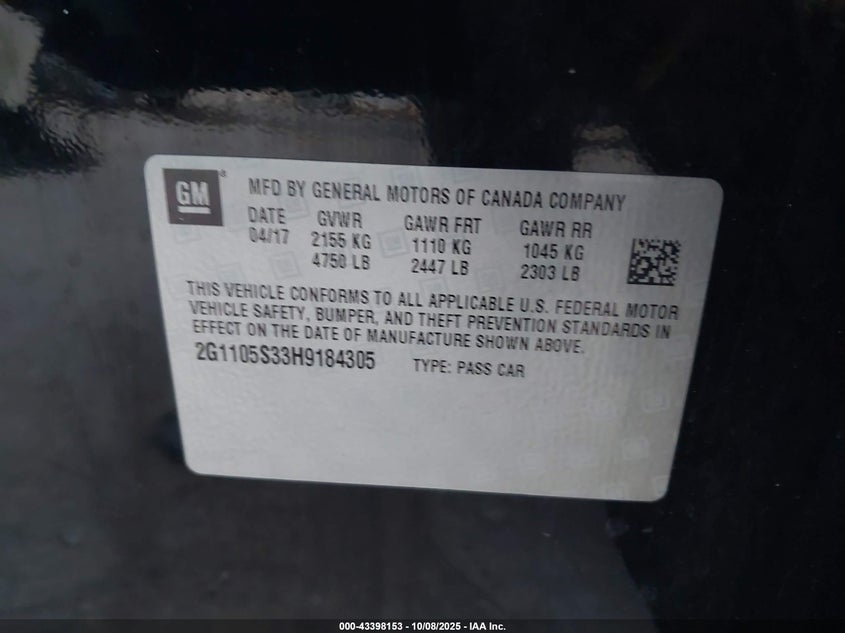 GM ® MFD BY GENERAL MOTORS OF CANADA COMPANY
DATE GVWR GAWR FRT GAWR RR
04/17 2155 KG 1110 KG 1045 KG
4750 LB 2447 LB 2303 LB
THIS VEHICLE CONFORMS TO ALL APPLICABLE U.S. FEDERAL MOTOR
VEHICLE SAFETY, BUMPER, AND THEFT PREVENTION STANDARDS IN
EFFECT ON THE DATE OF MANUFACTURE SHOWN ABOVE.
2G1105S33H9184305 TYPE: PASS CAR
000-43398153 - 10/08/2025 - IAA Inc.